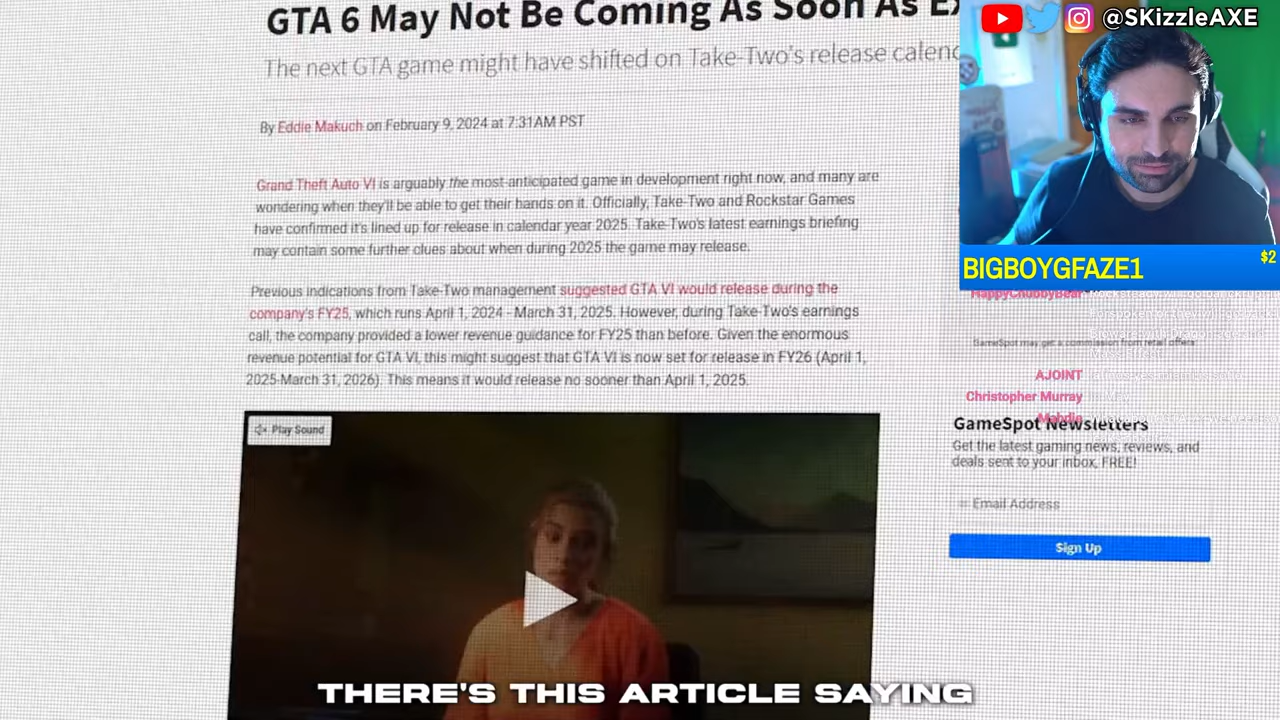 GTA 6 May Not Be Coming As Soon As
@SKizzleAXE
The next GTA game might have shifted on Take-Two's release
By Eddie Makuch on February 9, 2024 at 7:31AM PST
Grand Theft Auto VI is arguably the most-anticipated game in development right now, and many are
wondering when they'll be able to get their hands on it. Officially, Take-Two and Rockstar Games
have confirmed it's lined up for release in calendar year 2025. Take-Two's latest earnings briefing
may contain some further clues about when during 2025 the game may release.
Previous indications from Take-Two management suggested GTA VI would release during the
company's FY25, which runs April 1, 2024 - March 31, 2025. However, during Take-Two's earnings
call, the company provided a lower revenue guidance for FY25 than before. Given the enormous
revenue potential for GTA VI, this might suggest that GTA VI is now set for release in FY26 (April 1,
2025-March 31, 2026). This means it would release no sooner than April 1, 2025.
Play Sound
BIGBOYGFAZE1
$2
HappyChubbyBear
GameSpot may get a commission from retail offers
AJOINT
Christopher Murray
Mahdie
GameSpot Newsletters
Get the latest gaming news, reviews, and
deals sent to your inbox, FREE!
Email Address
Sign Up
THERE'S THIS ARTICLE SAYING